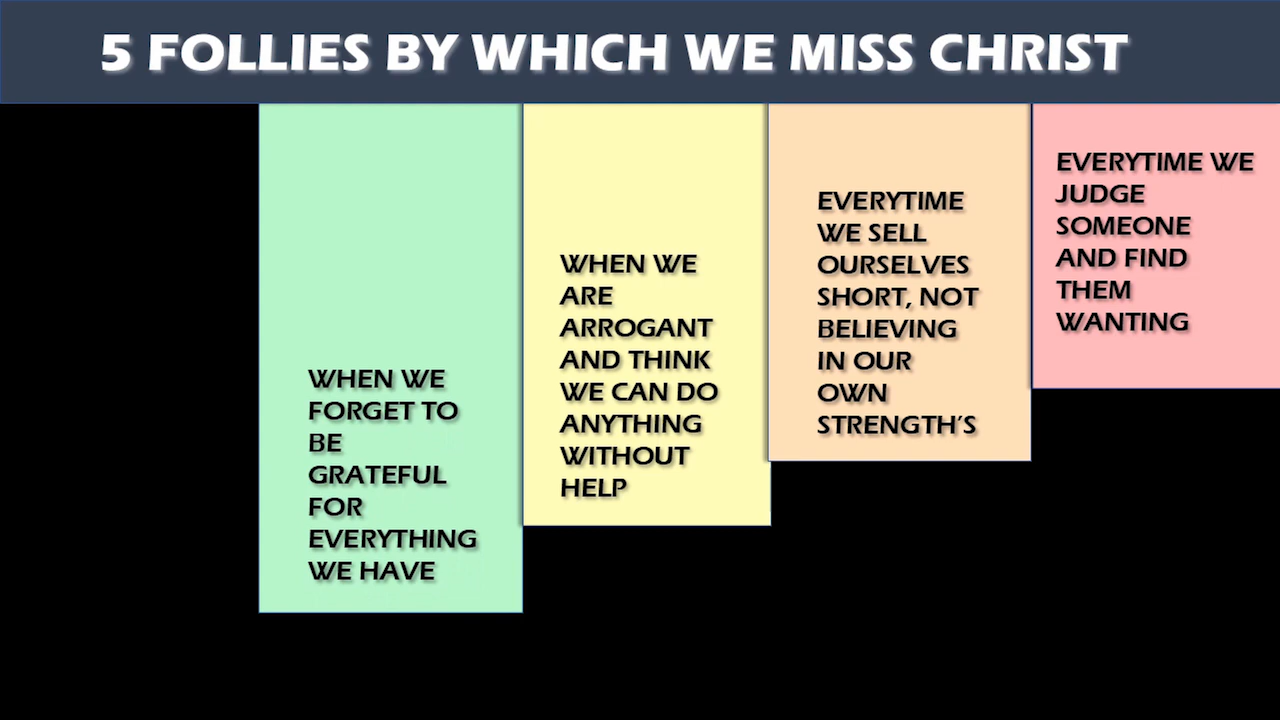 5 FOLLIES BY WHICH WE MISS CHRIST
WHEN WE
FORGET TO
BE
GRATEFUL
FOR
EVERYTHING
WE HAVE
WHEN WE
ARE
ARROGANT
AND THINK
WE CAN DO
ANYTHING
WITHOUT
HELP
EVERYTIME
WE SELL
OURSELVES
SHORT, NOT
BELIEVING
IN OUR
OWN
STRENGTH'S
EVERYTIME WE
JUDGE
SOMEONE
AND FIND
THEM
WANTING